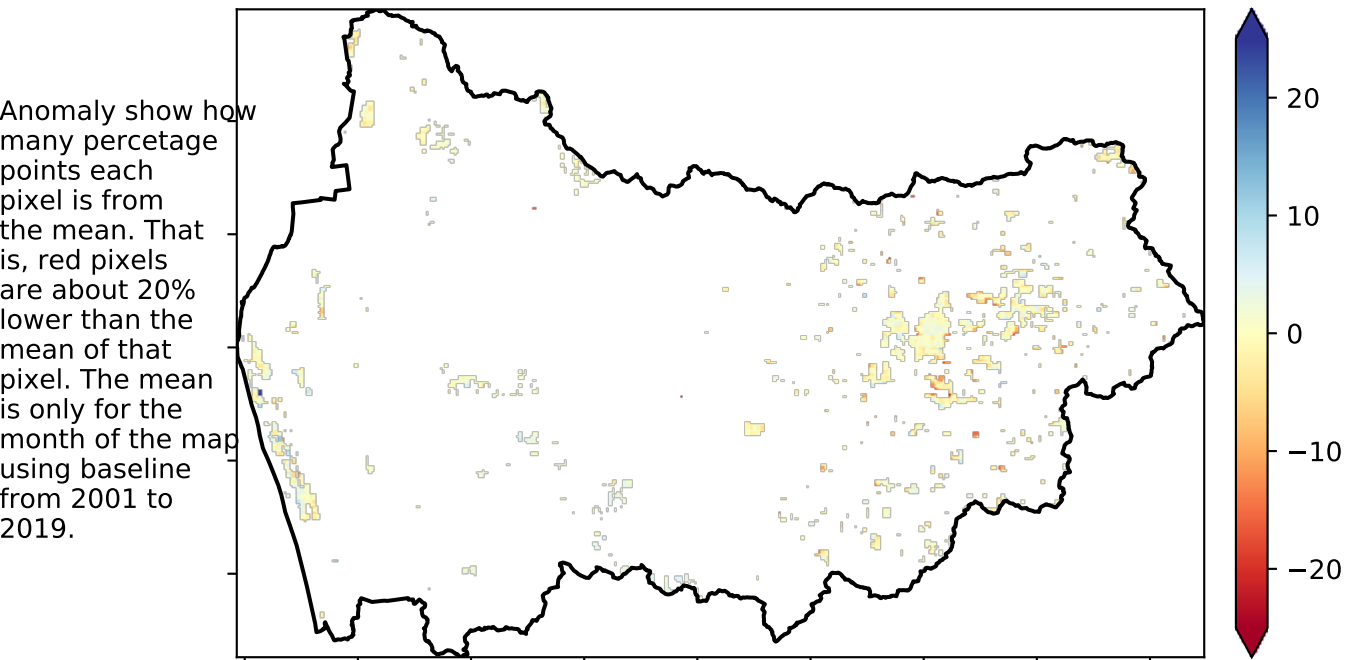 Anomaly show how
many percetage
points each
pixel is from
the mean. That
is, red pixels
are about 20%
lower than the
mean of that
pixel. The mean
is only for the
month of the map
using baseline
from 2001 to
2019.
20
10
0
−10
−20